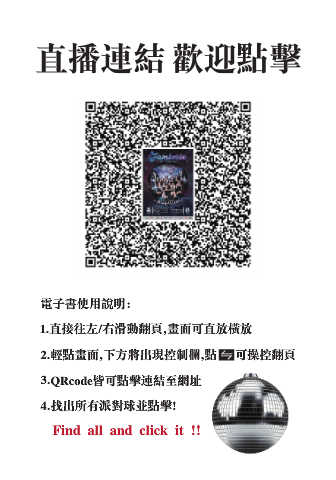 直播連結 歡迎點擊
電子書使用說明:
1.直接往左/右滑動翻頁,畫面可直放橫放
2.輕點畫面,下方將出現控制欄,點 可操控翻頁
3.QRcode皆可點擊連結至網址
4.找出所有派對球並點擊!
Find all and click it !!